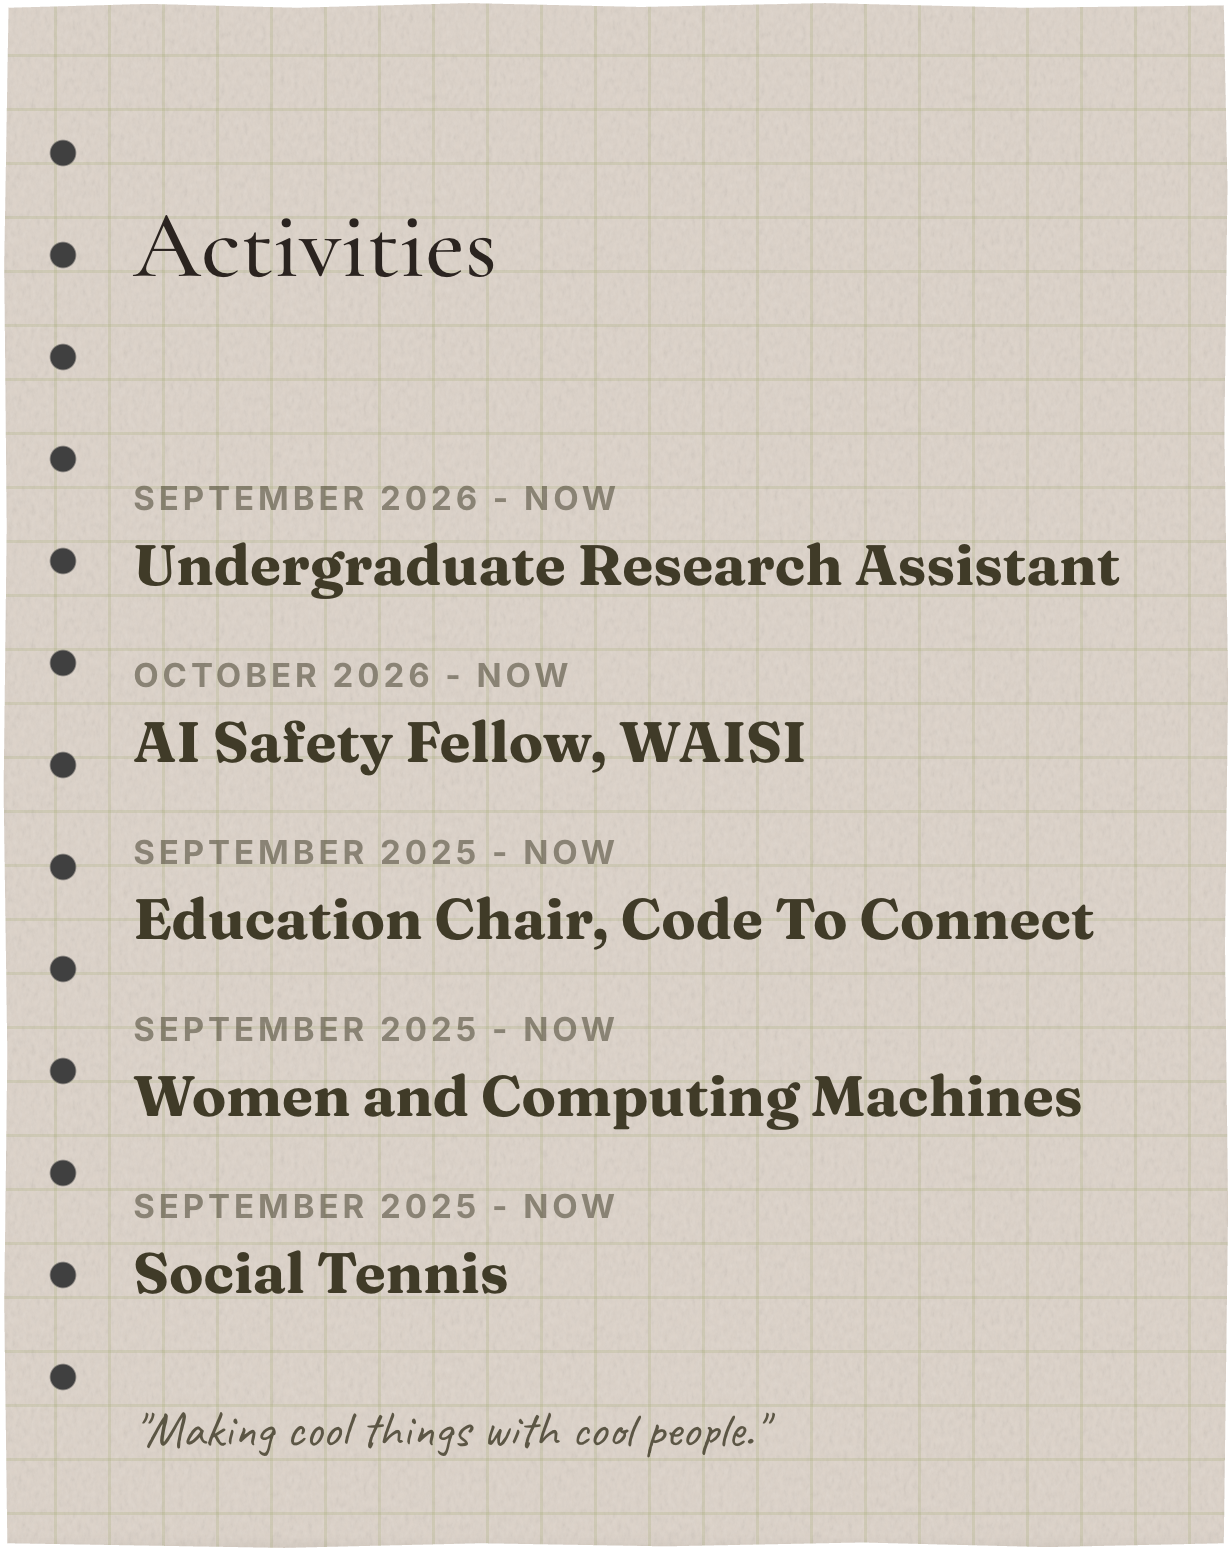 Activities
SEPTEMBER 2026 - NOW
Undergraduate Research Assistant
OCTOBER 2026 - NOW
AI Safety Fellow, WAISI
SEPTEMBER 2025 - NOW
Education Chair, Code To Connect
SEPTEMBER 2025 - NOW
Women and Computing Machines
SEPTEMBER 2025 - NOW
Social Tennis
"Making cool things with cool people."